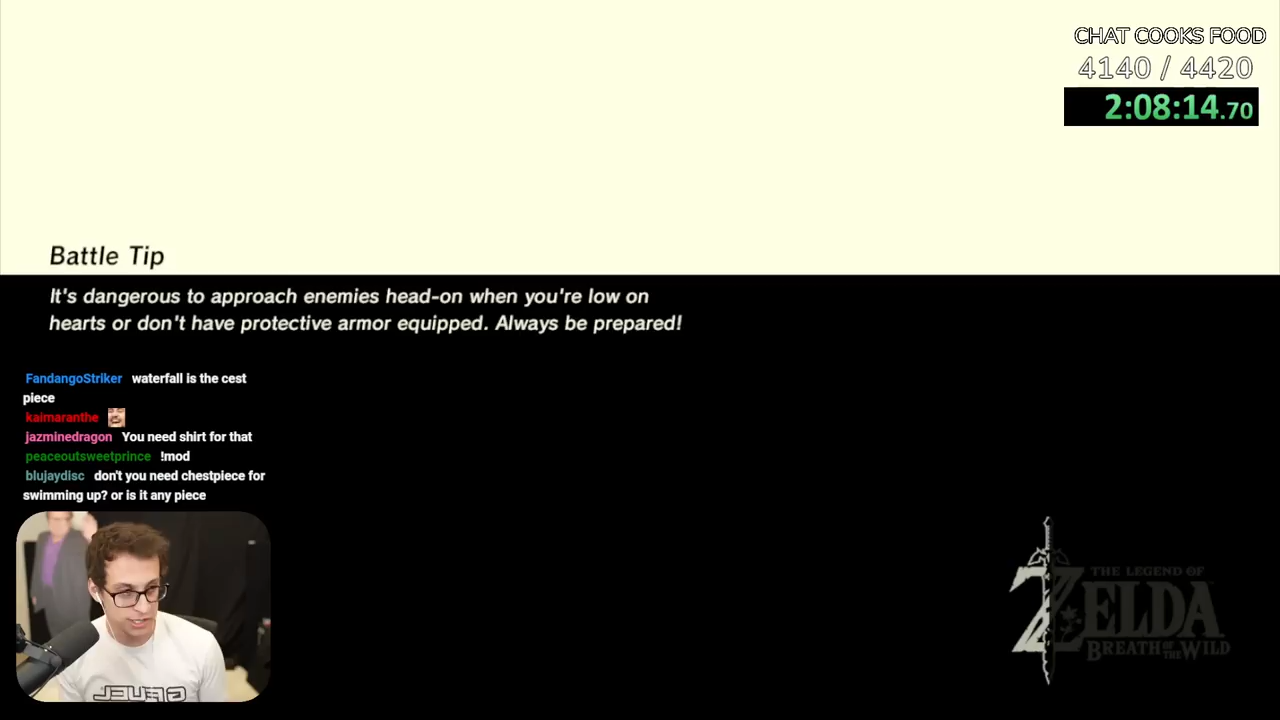 CHAT COOKS FOOD
4140 / 4420
2:08:14.70
Battle Tip
It's dangerous to approach enemies head-on when you're low on
hearts or don't have protective armor equipped. Always be prepared!
FandangoStriker waterfall is the cest
piece
kaimaranthe
jazminedragon You need shirt for that
peaceoutsweetprince !mod
blujaydisc don't you need chestpiece for
swimming up? or is it any piece
THE LEGEND OF
ZELDA
BREATH OF THE WILD